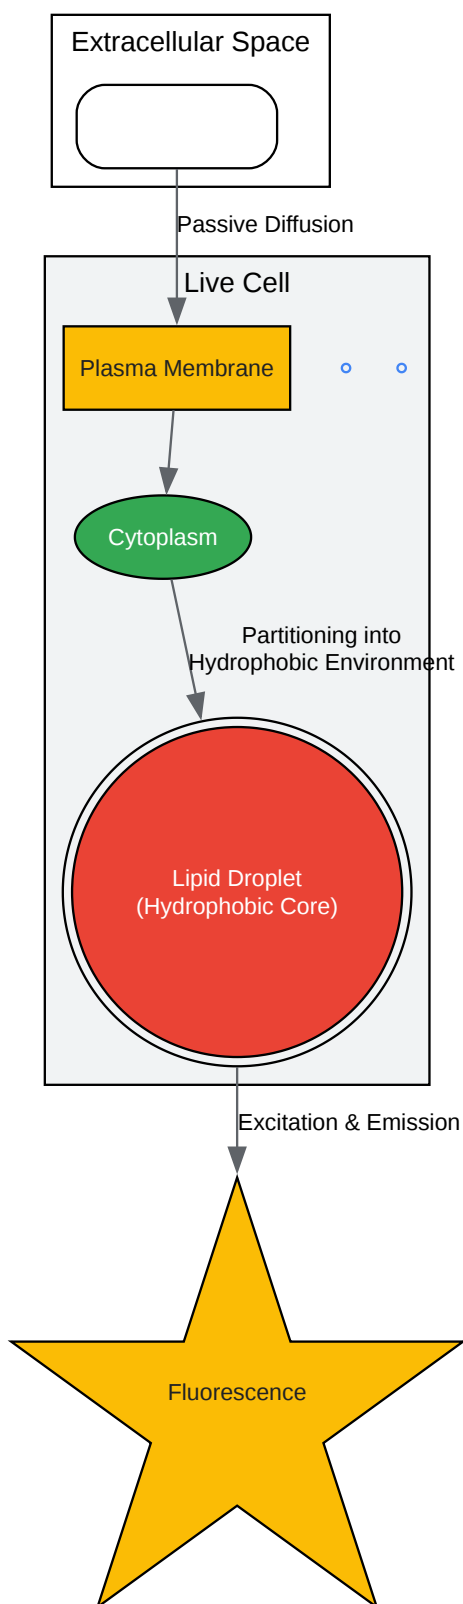 Extracellular Space
Passive Diffusion
Live Cell
Plasma Membrane
Cytoplasm
Partitioning into
Hydrophobic Environment
Lipid Droplet
(Hydrophobic Core)
Excitation & Emission
Fluorescence